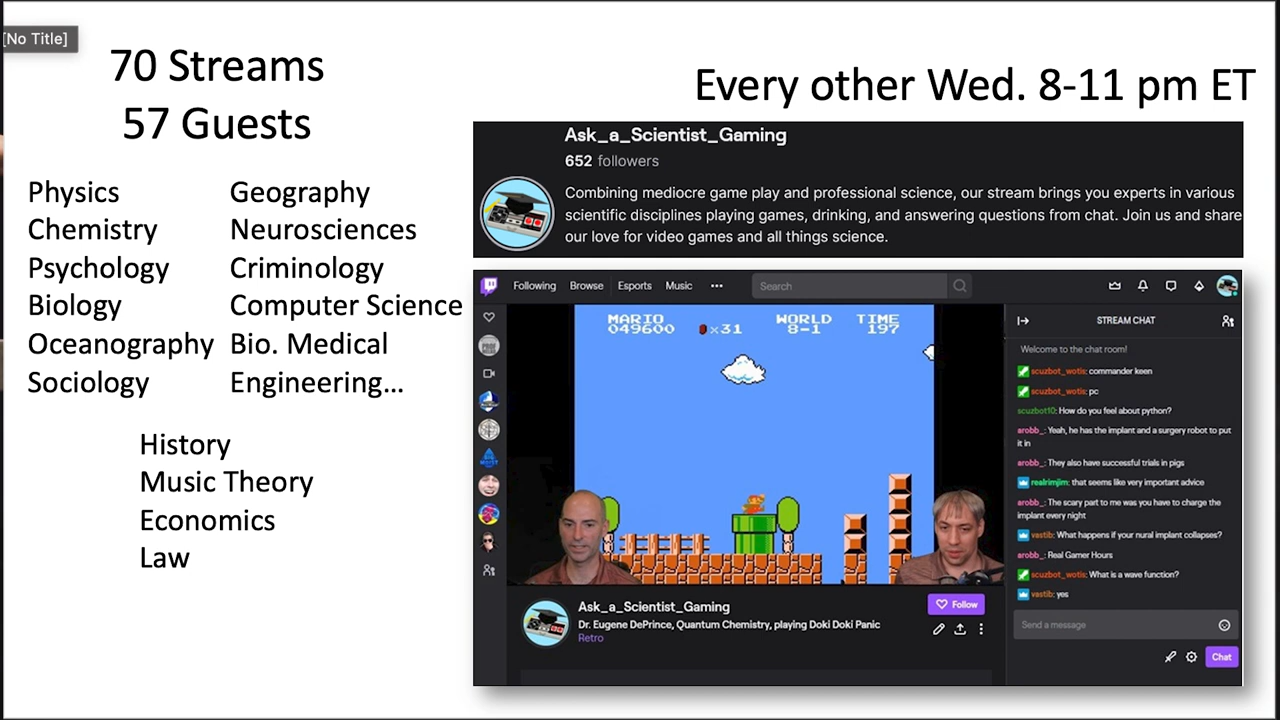 [No Title]
70 Streams
57 Guests
Physics
Chemistry
Psychology
Biology
Oceanography
Sociology
Geography
Neurosciences
Criminology
Computer Science
Bio. Medical
Engineering...
History
Music Theory
Economics
Law
Every other Wed. 8-11 pm ET
Ask_a_Scientist_Gaming
652 followers
Combining mediocre game play and professional science, our stream brings you experts in various
scientific disciplines playing games, drinking, and answering questions from chat. Join us and share
our love for video games and all things science.
Following Browse Esports Music ••• Search
MARIO WORLD TIME
049600 ×31 8-1 197
STREAM CHAT
Welcome to the chat room!
scuzbot_wotis: commander keen
scuzbot_wotis: pc
scuzbot10: How do you feel about python?
arobb_: Yeah, he has the implant and a surgery robot to put
it in
arobb_: They also have successful trials in pigs
realrimjim: that seems like very important advice
arobb_: The scary part to me was you have to charge the
implant every night
vastib: What happens if your nural implant collapses?
arobb_: Real Gamer Hours
scuzbot_wotis: What is a wave function?
vastib: yes
Send a message
Chat
Ask_a_Scientist_Gaming
Follow
Dr. Eugene DePrince, Quantum Chemistry, playing Doki Doki Panic
Retro